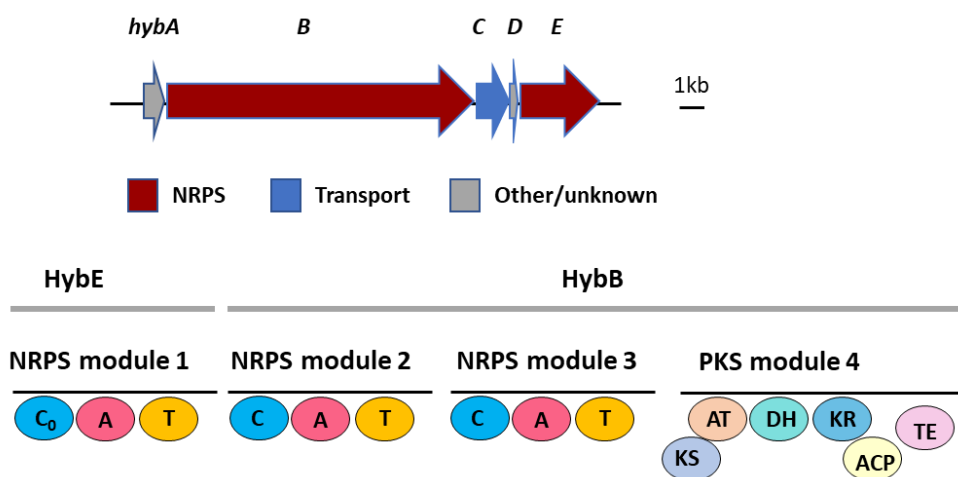 hybA B C D E
1kb
NRPS Transport Other/unknown
HybE HybB
NRPS module 1 NRPS module 2 NRPS module 3 PKS module 4
C₀ A T C A T C A T AT DH KR TE
KS ACP